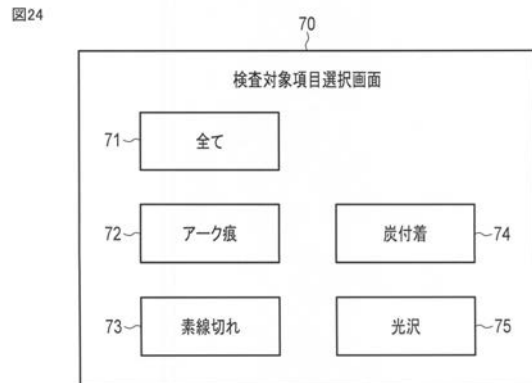 図24
70
検査対象項目選択画面
71 全て
72 アーク痕 炭付着 74
73 素線切れ 光沢 75